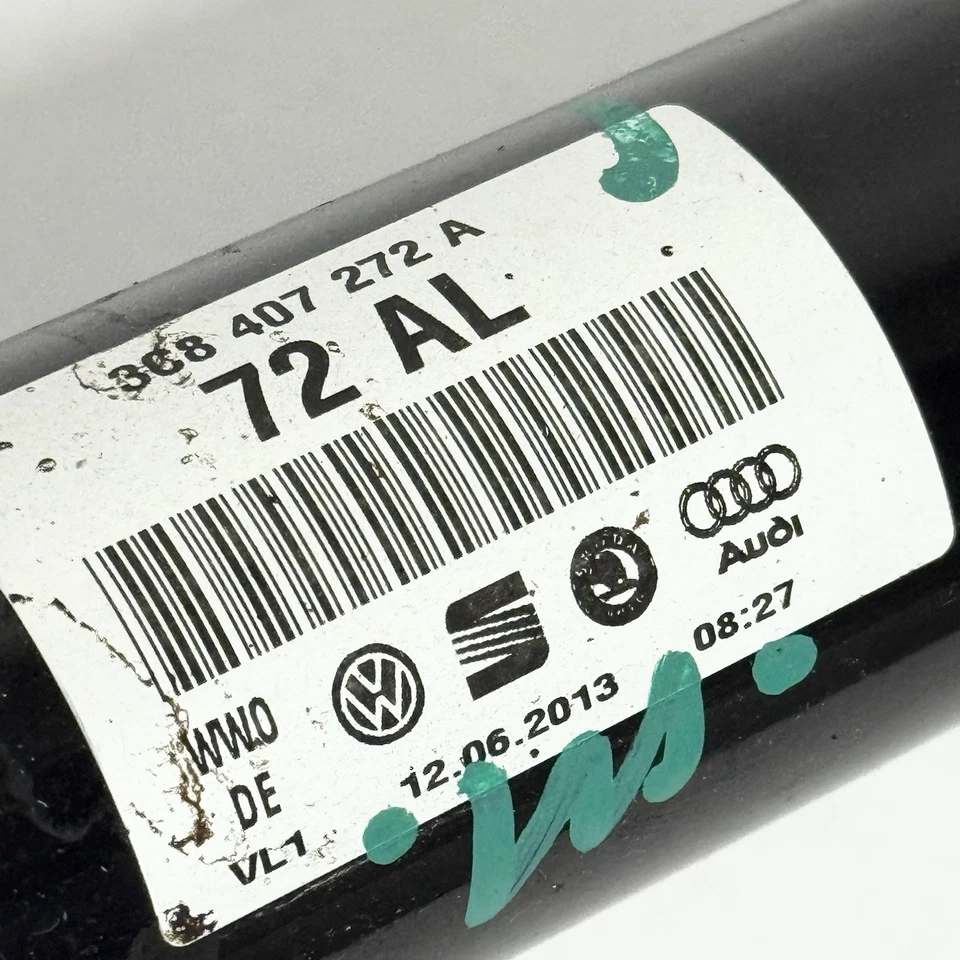 3C8 407 272 A
72 AL
Audi
WWO
DE
VL1
12.06.2013
08:27